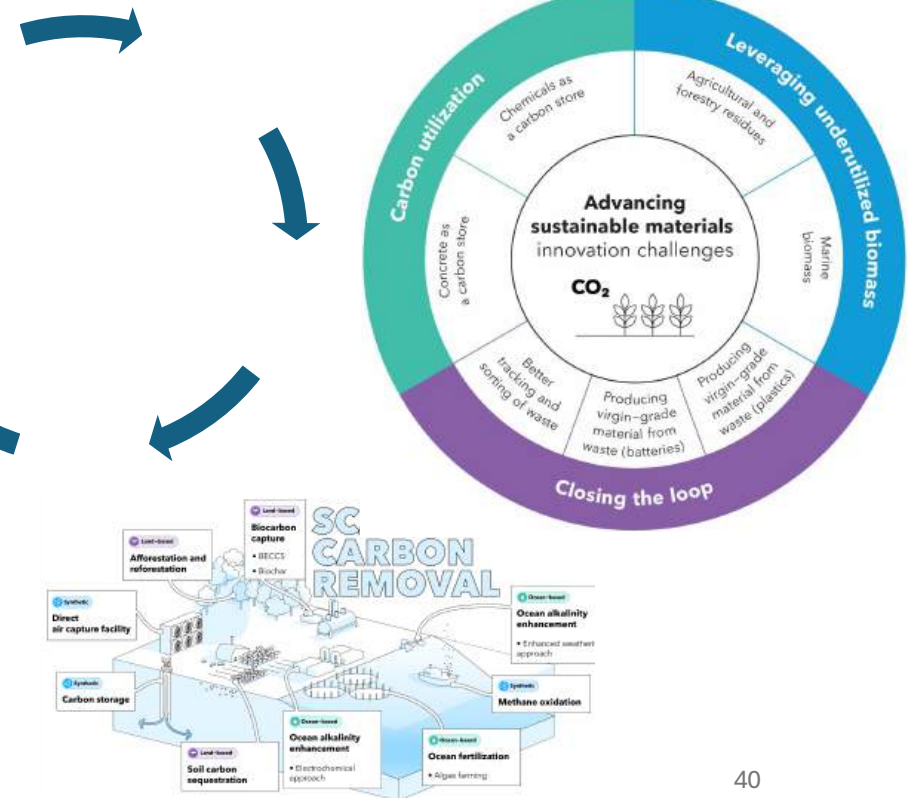 Carbon utilization
Leveraging underutilized biomass
Closing the loop
Chemicals as
a carbon store
Agricultural and
forestry residues
Concrete as
a carbon store
Marine
biomass
Better
tracking and
sorting of waste
Producing
virgin-grade
material from
waste (batteries)
Producing
virgin-grade
material from
waste (plastics)
Advancing
sustainable materials
innovation challenges
CO₂
SC
CARBON
REMOVAL
Land-based
Biocarbon
capture
• BECCS
• Biochar
Land-based
Afforestation and
reforestation
Synthetic
Direct
air capture facility
Synthetic
Carbon storage
Land-based
Soil carbon
sequestration
Ocean-based
Ocean alkalinity
enhancement
• Electrochemical
approach
Ocean-based
Ocean fertilization
• Algae farming
Synthetic
Methane oxidation
Ocean-based
Ocean alkalinity
enhancement
• Enhanced weatheri
approach
40